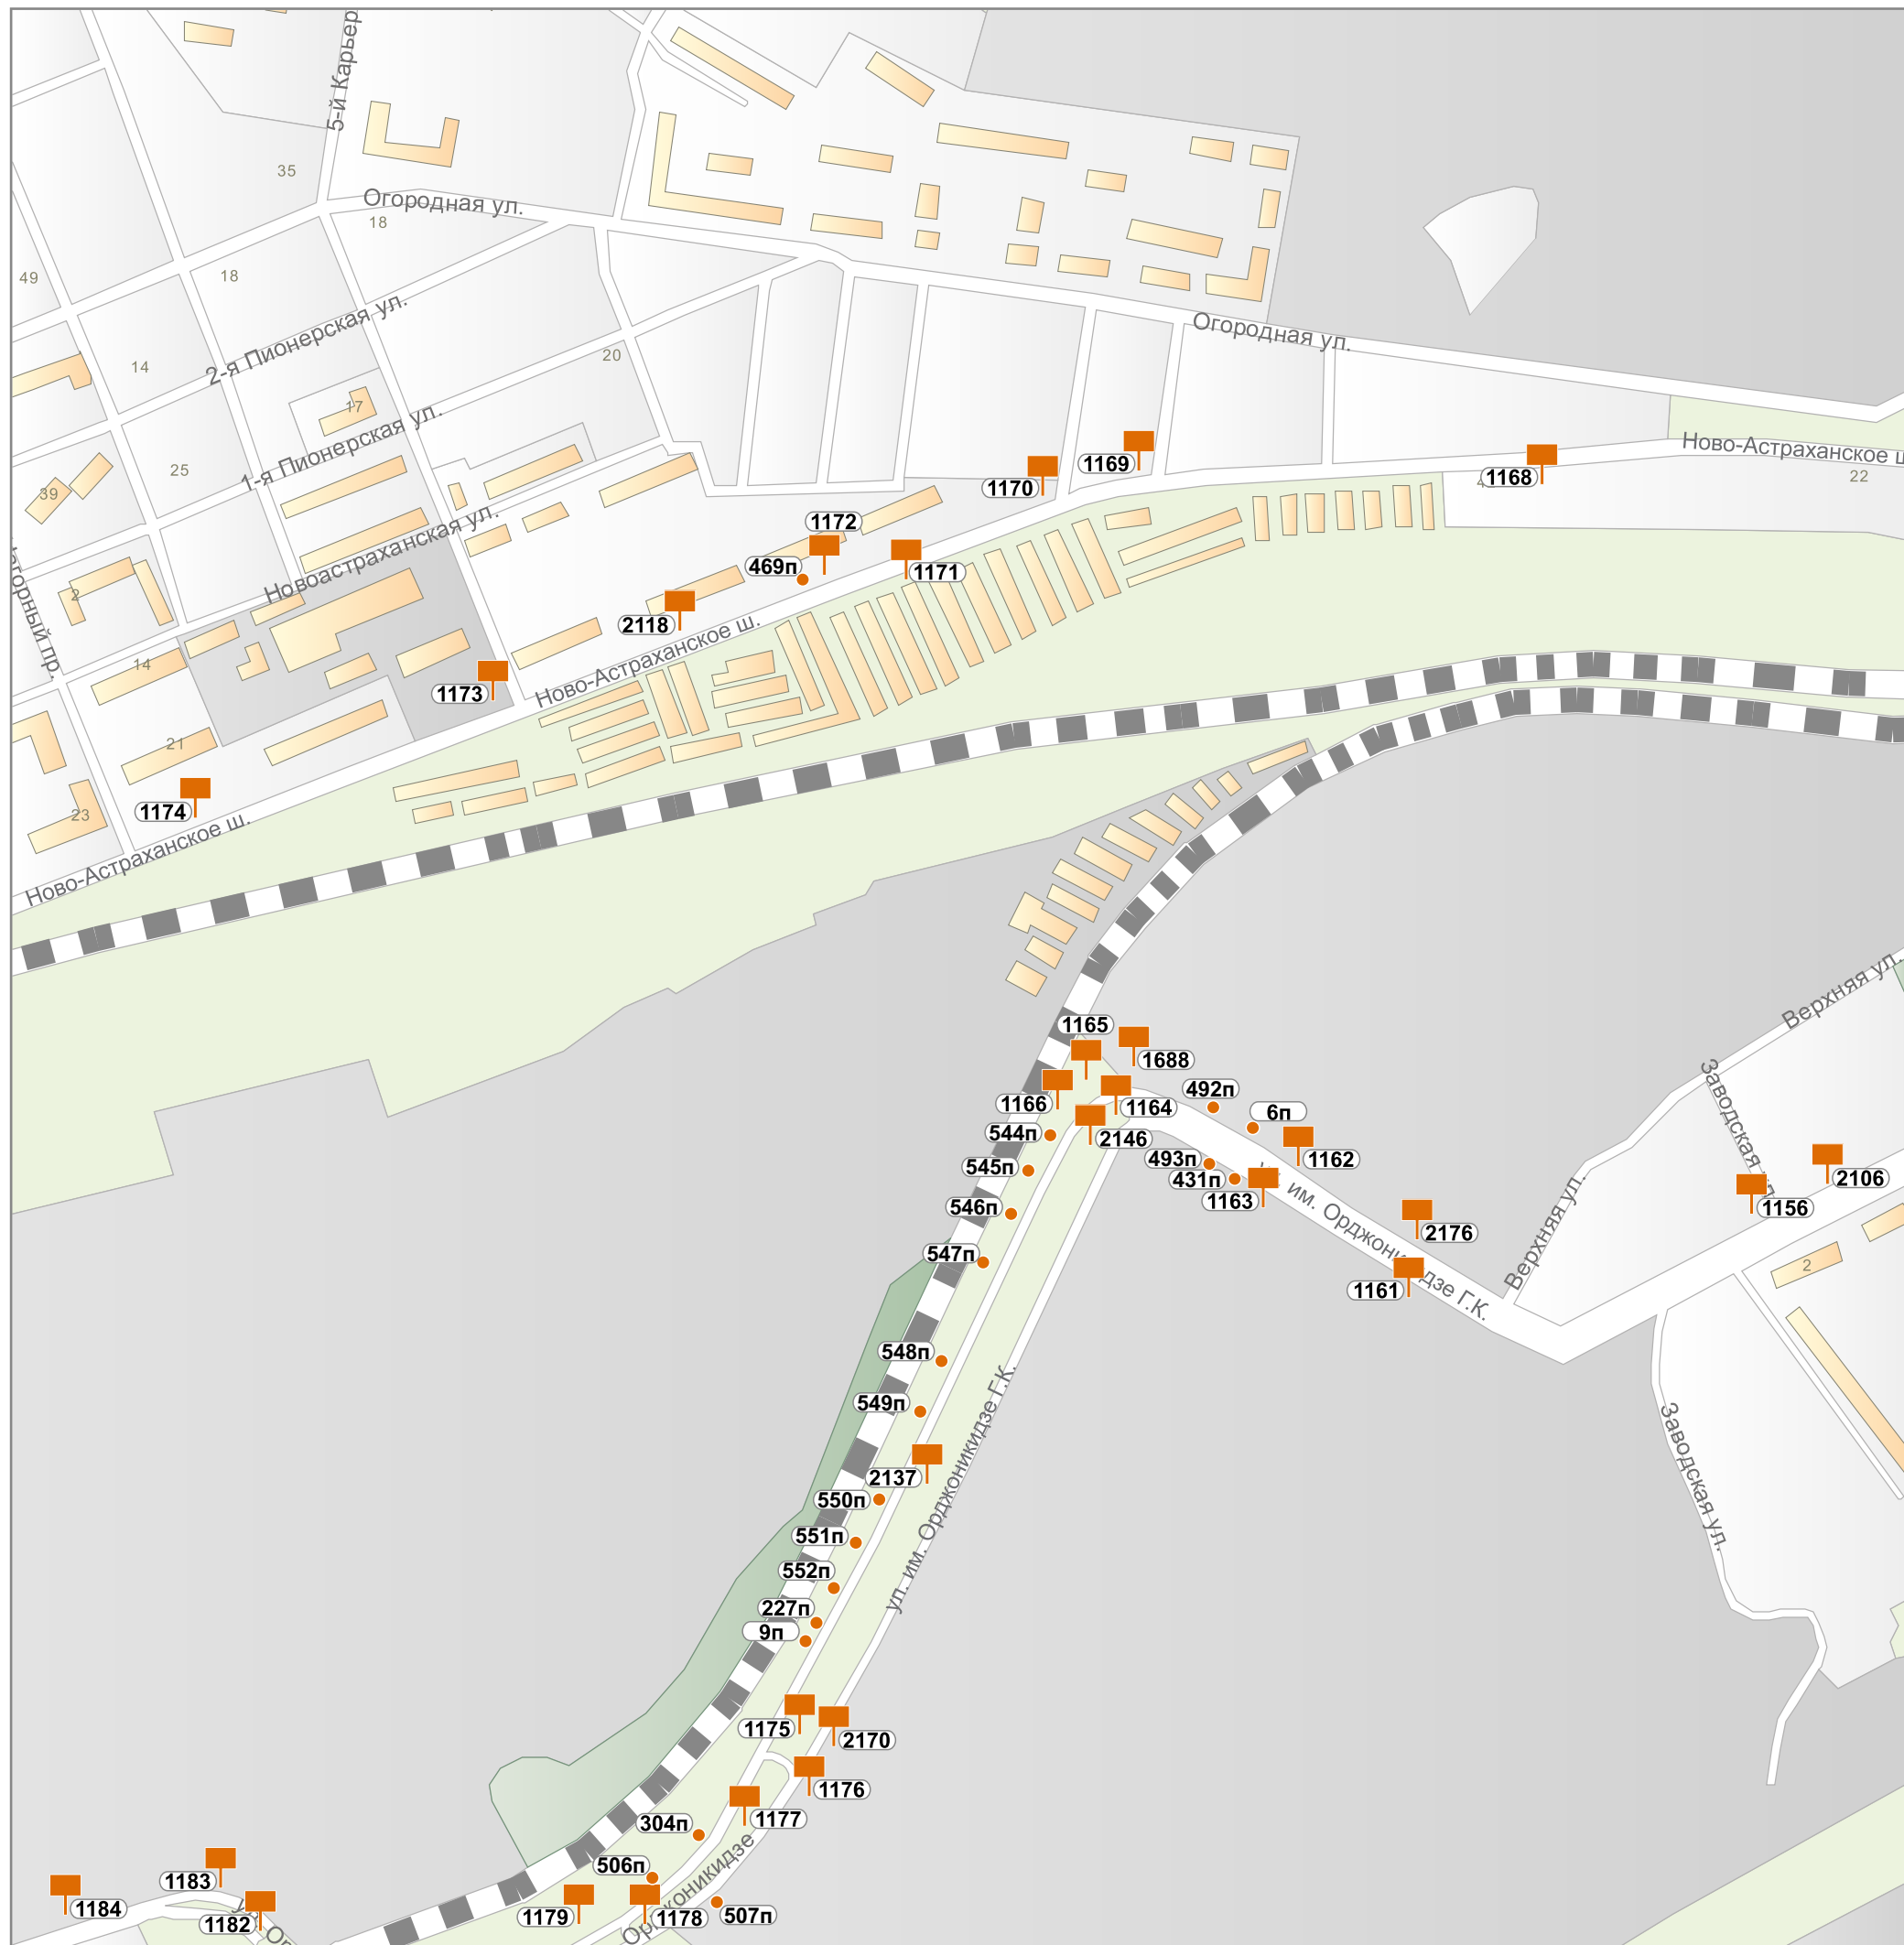 5-й Карьер
35
Огородная ул.
18
49
18
2-я Пионерская ул.
14
20
Огородная ул.
17
1-я Пионерская ул.
25
39
1169
1170
1168
Ново-Астраханское ш
22
Новоастраханская ул.
1172
469п
1171
2
2118
Ново-Астраханское ш.
14
1173
21
1174
23
Ново-Астраханское ш.
Верхняя ул.
1165
1688
1166
1164
492п
6п
544п
2146
545п
493п
431п
1162
1163
Заводская
2106
1156
546п
им. Орджоникидзе Г.К.
2176
Верхняя ул.
547п
1161
2
548п
549п
ул. им. Орджоникидзе Г.К.
Заводская ул.
2137
550п
551п
552п
227п
9п
1175
2170
1176
1177
304п
506п
Орджоникидзе
1183
1184
1182
1179
1178
507п